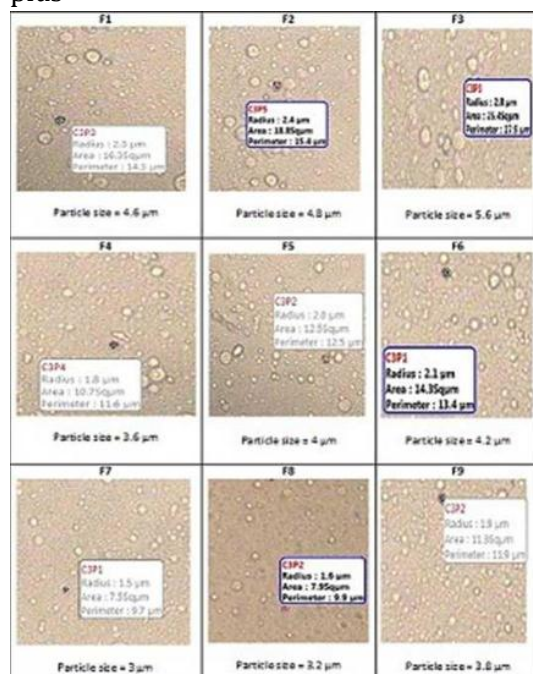 plus
F1
F2
F3
C3P3
Radius : 2.3 µm
Area : 16.35qum
Perimeter : 14.3 µm
C3P5
Radius : 2.4 µm
Area : 18.85qum
Perimeter : 15.4 µm
Radius : 2.8 µm
Area : 25.45qum
Perimeter : 17.5 µm
Particle size = 4.6 µm
Particle size = 4.8 µm
Particle size = 5.6 µm
F4
F5
F6
C3P4
Radius : 1.8 µm
Area : 10.75qum
Perimeter : 11.6 µm
C3P2
Radius : 2.0 µm
Area : 12.55qum
Perimeter : 12.5 µm
C3P1
Radius : 2.1 µm
Area : 14.35qum
Perimeter : 13.4 µm
Particle size = 3.6 µm
Particle size = 4 µm
Particle size = 4.2 µm
F7
F8
F9
C3P1
Radius : 1.5 µm
Area : 7.35qum
Perimeter : 9.7 µm
C3P2
Radius : 1.6 µm
Area : 7.95qum
Perimeter : 9.9 µm
C3P2
Radius : 1.9 µm
Area : 11.35qum
Perimeter : 11.9 µm
Particle size = 3 µm
Particle size = 3.2 µm
Particle size = 3.8 µm